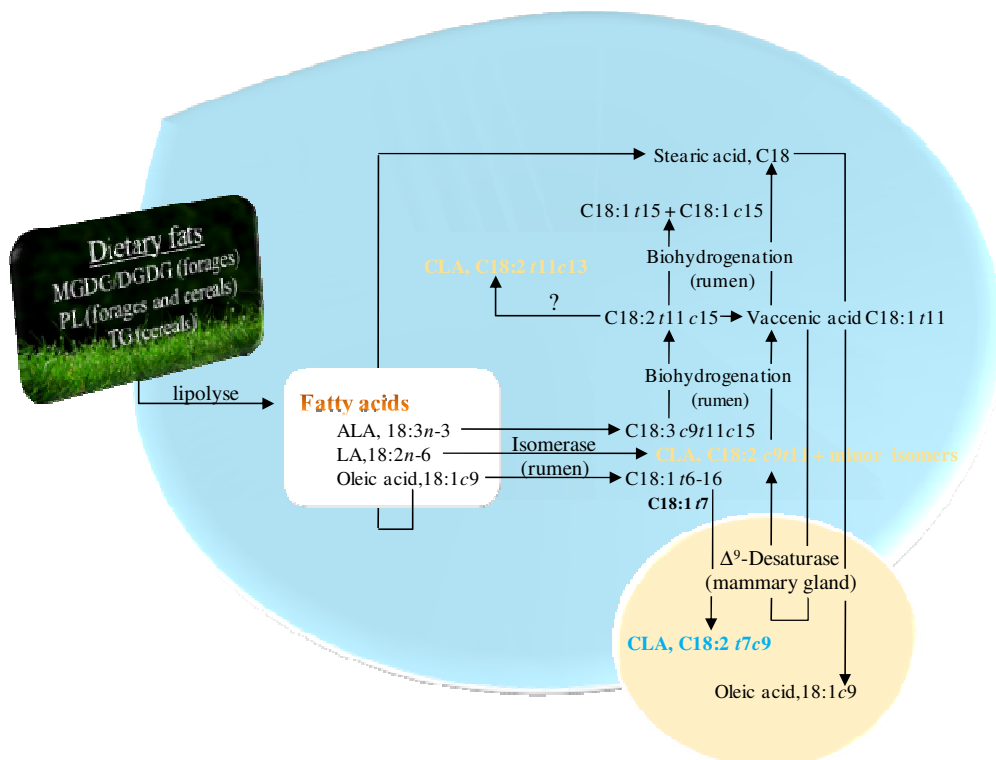 Stearic acid, C18
C18:1 t15 + C18:1 c15
Dietary fats
MGDC/DGDG (forages)
PL(forages and cereals)
TG(cereals)
CLA, C18:2 t11c13
Biohydrogenation
(rumen)
?
C18:2 t11 c15
Vaccenic acid C18:1 t11
lipolyse
Biohydrogenation
(rumen)
Fatty acids
ALA, 18:3n-3
LA,18:2n-6
Oleic acid,18:1c9
Isomerase
(rumen)
C18:3 c9t11c15
CLA, C18:2 c9t11 + minor isomers
C18:1 t6-16
C18:1 t7
Δ⁹-Desaturase
(mammary gland)
CLA, C18:2 t7c9
Oleic acid,18:1c9